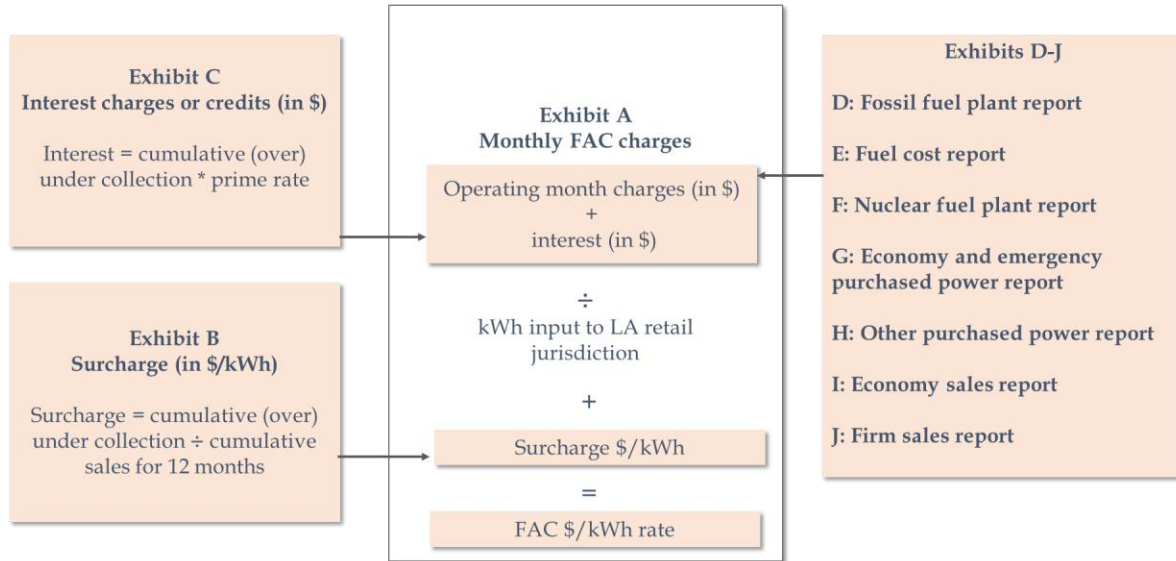 Exhibit C
Interest charges or credits (in $)
Interest = cumulative (over)
under collection * prime rate
Exhibit B
Surcharge (in $/kWh)
Surcharge = cumulative (over)
under collection ÷ cumulative
sales for 12 months
Exhibit A
Monthly FAC charges
Operating month charges (in $)
+
interest (in $)
÷
kWh input to LA retail
jurisdiction
+
Surcharge $/kWh
=
FAC $/kWh rate
Exhibits D-J
D: Fossil fuel plant report
E: Fuel cost report
F: Nuclear fuel plant report
G: Economy and emergency
purchased power report
H: Other purchased power report
I: Economy sales report
J: Firm sales report